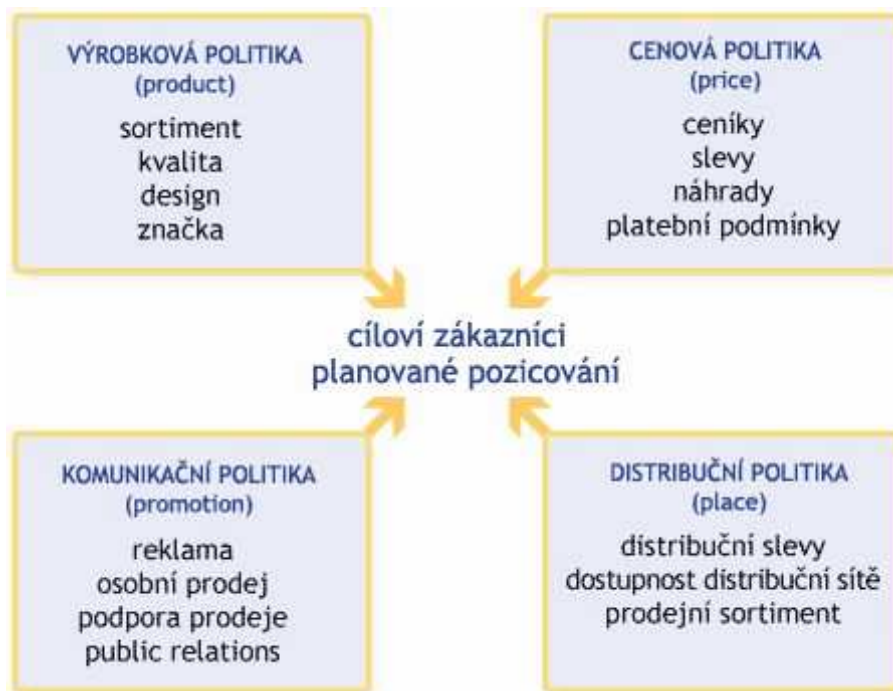 VÝROBKOVÁ POLITIKA
(product)
sortiment
kvalita
design
značka
CENOVÁ POLITIKA
(price)
ceníky
slevy
náhrady
platební podmínky
cíloví zákazníci
planované pozicování
KOMUNIKAČNÍ POLITIKA
(promotion)
reklama
osobní prodej
podpora prodeje
public relations
DISTRIBUČNÍ POLITIKA
(place)
distribuční slevy
dostupnost distribuční sítě
prodejní sortiment